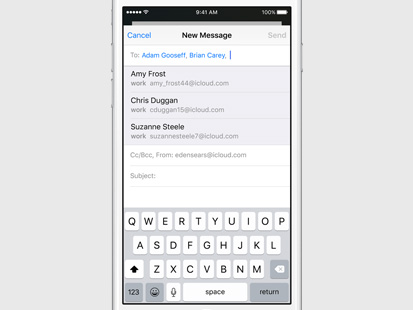 9:41 AM 100%
Cancel New Message Send
To: Adam Gooseff, Brian Carey,
Amy Frost
work amy_frost44@icloud.com
Chris Duggan
work cduggan15@icloud.com
Suzanne Steele
work suzannesteele7@icloud.com
Cc/Bcc, From: edensears@icloud.com
Subject:
Q W E R T Y U I O P
A S D F G H J K L
Z X C V B N M
123 space return